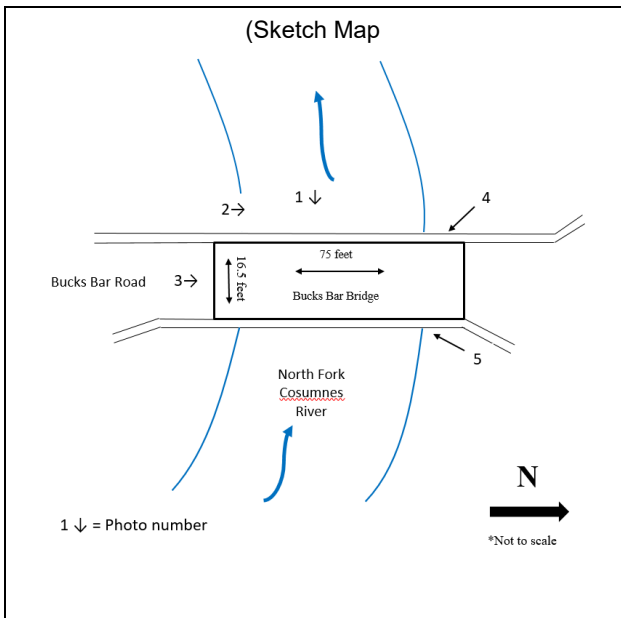 (Sketch Map
1 ↓
2→
4
75 feet
16.5 feet
Bucks Bar Road
3→
Bucks Bar Bridge
5
North Fork
Cosumnes
River
N
1 ↓ = Photo number
*Not to scale